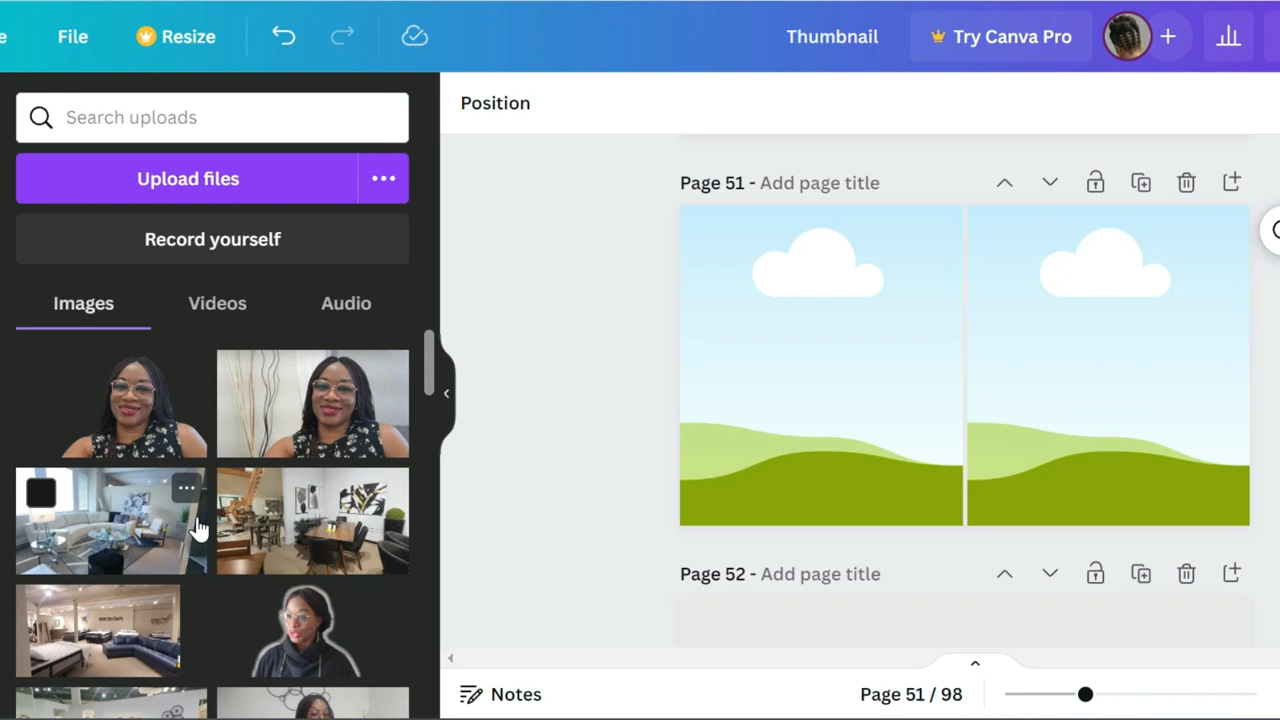 e File Resize Thumbnail Try Canva Pro
Search uploads
Position
Upload files
Page 51 - Add page title
Record yourself
Images Videos Audio
Page 52 - Add page title
Notes
Page 51 / 98